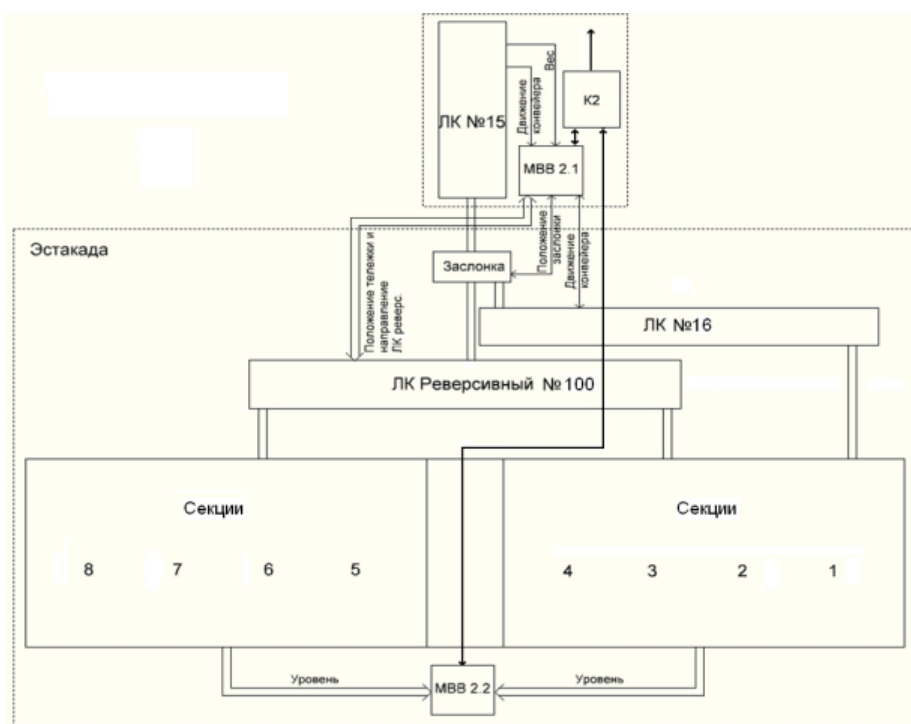 ЛК №15
Движение
конвейера
Вес
К2
МВВ 2.1
Эстакада
Положение тележки и
направление
ЛК реверс.
Заслонка
Положение
заслонки
Движение
конвейера
ЛК №16
ЛК Реверсивный №100
Секции
8 7 6 5
Секции
4 3 2 1
Уровень
МВВ 2.2
Уровень